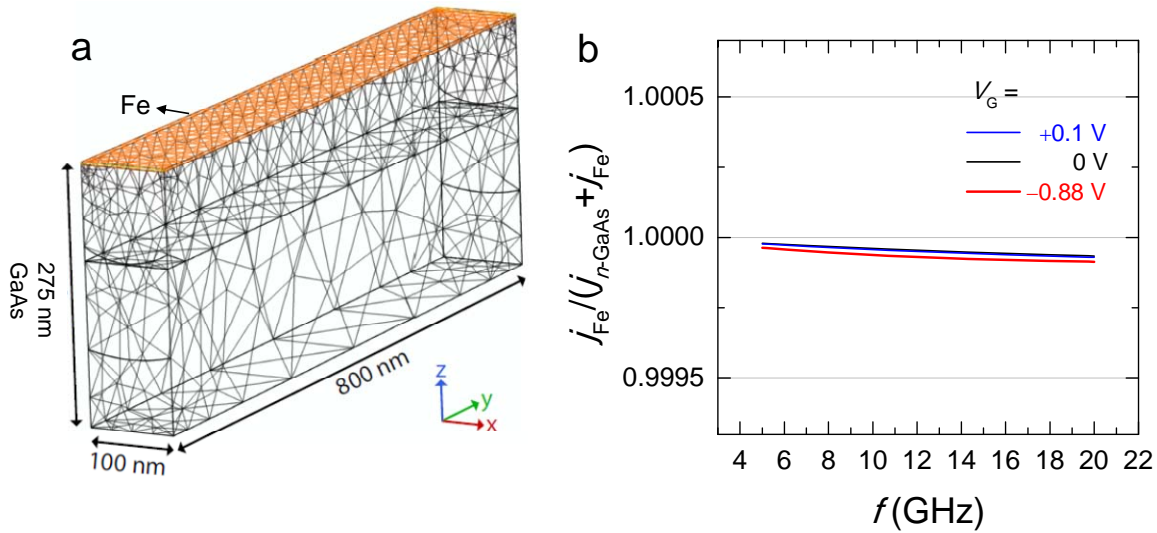 a
Fe
275 nm
GaAs
100 nm
800 nm
z
y
x
b
V_G =
+0.1 V
0 V
−0.88 V
1.0005
1.0000
0.9995
j_Fe/(j_n-GaAs+j_Fe)
4 6 8 10 12 14 16 18 20 22
f (GHz)